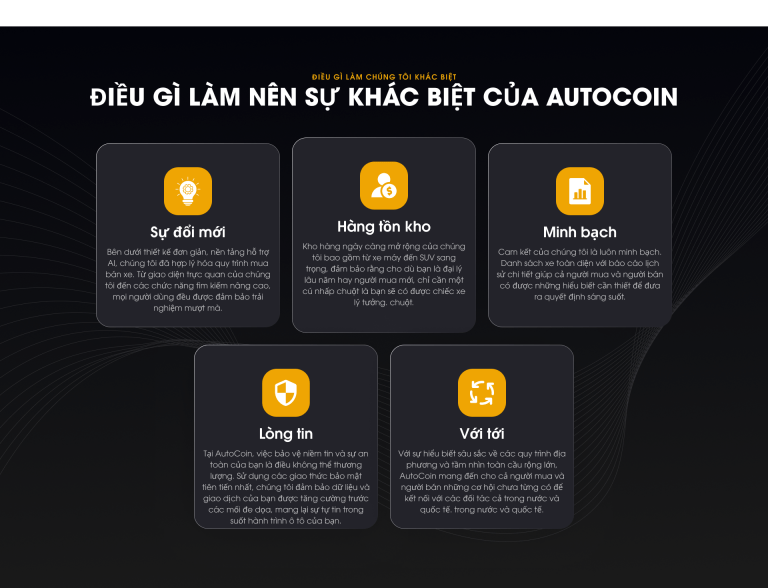 ĐIỀU GÌ LÀM CHÚNG TÔI KHÁC BIỆT
ĐIỀU GÌ LÀM NÊN SỰ KHÁC BIỆT CỦA AUTOCOIN
Sự đổi mới
Bên dưới thiết kế đơn giản, nền tảng hỗ trợ
AI, chúng tôi đã hợp lý hóa quy trình mua
bán xe. Từ giao diện trực quan của chúng
tôi đến các chức năng tìm kiếm nâng cao,
mọi người dùng đều được đảm bảo trải
nghiệm mượt mà.
Hàng tồn kho
Kho hàng ngày càng mở rộng của chúng
tôi bao gồm từ xe máy đến SUV sang
trọng, đảm bảo rằng cho dù bạn là đại lý
lâu năm hay người mua mới, chỉ cần một
cú nhấp chuột là bạn sẽ có được chiếc xe
lý tưởng, chuột.
Minh bạch
Cam kết của chúng tôi là luôn minh bạch.
Danh sách xe toàn diện với báo cáo lịch
sử chi tiết giúp cả người mua và người bán
có được những hiểu biết cần thiết để đưa
ra quyết định sáng suốt.
Lòng tin
Tại AutoCoin, việc bảo vệ niềm tin và sự an
toàn của bạn là điều không thể thương
lượng. Sử dụng các giao thức bảo mật
tiên tiến nhất, chúng tôi đảm bảo dữ liệu và
giao dịch của bạn được tăng cường trước
các mối đe dọa, mang lại sự tự tin trong
suốt hành trình ô tô của bạn.
Với tới
Với sự hiểu biết sâu sắc về các quy trình địa
phương và tầm nhìn toàn cầu rộng lớn,
AutoCoin mang đến cho cả người mua và
người bán những cơ hội chưa từng có để
kết nối với các đối tác cả trong nước và
quốc tế. trong nước và quốc tế.